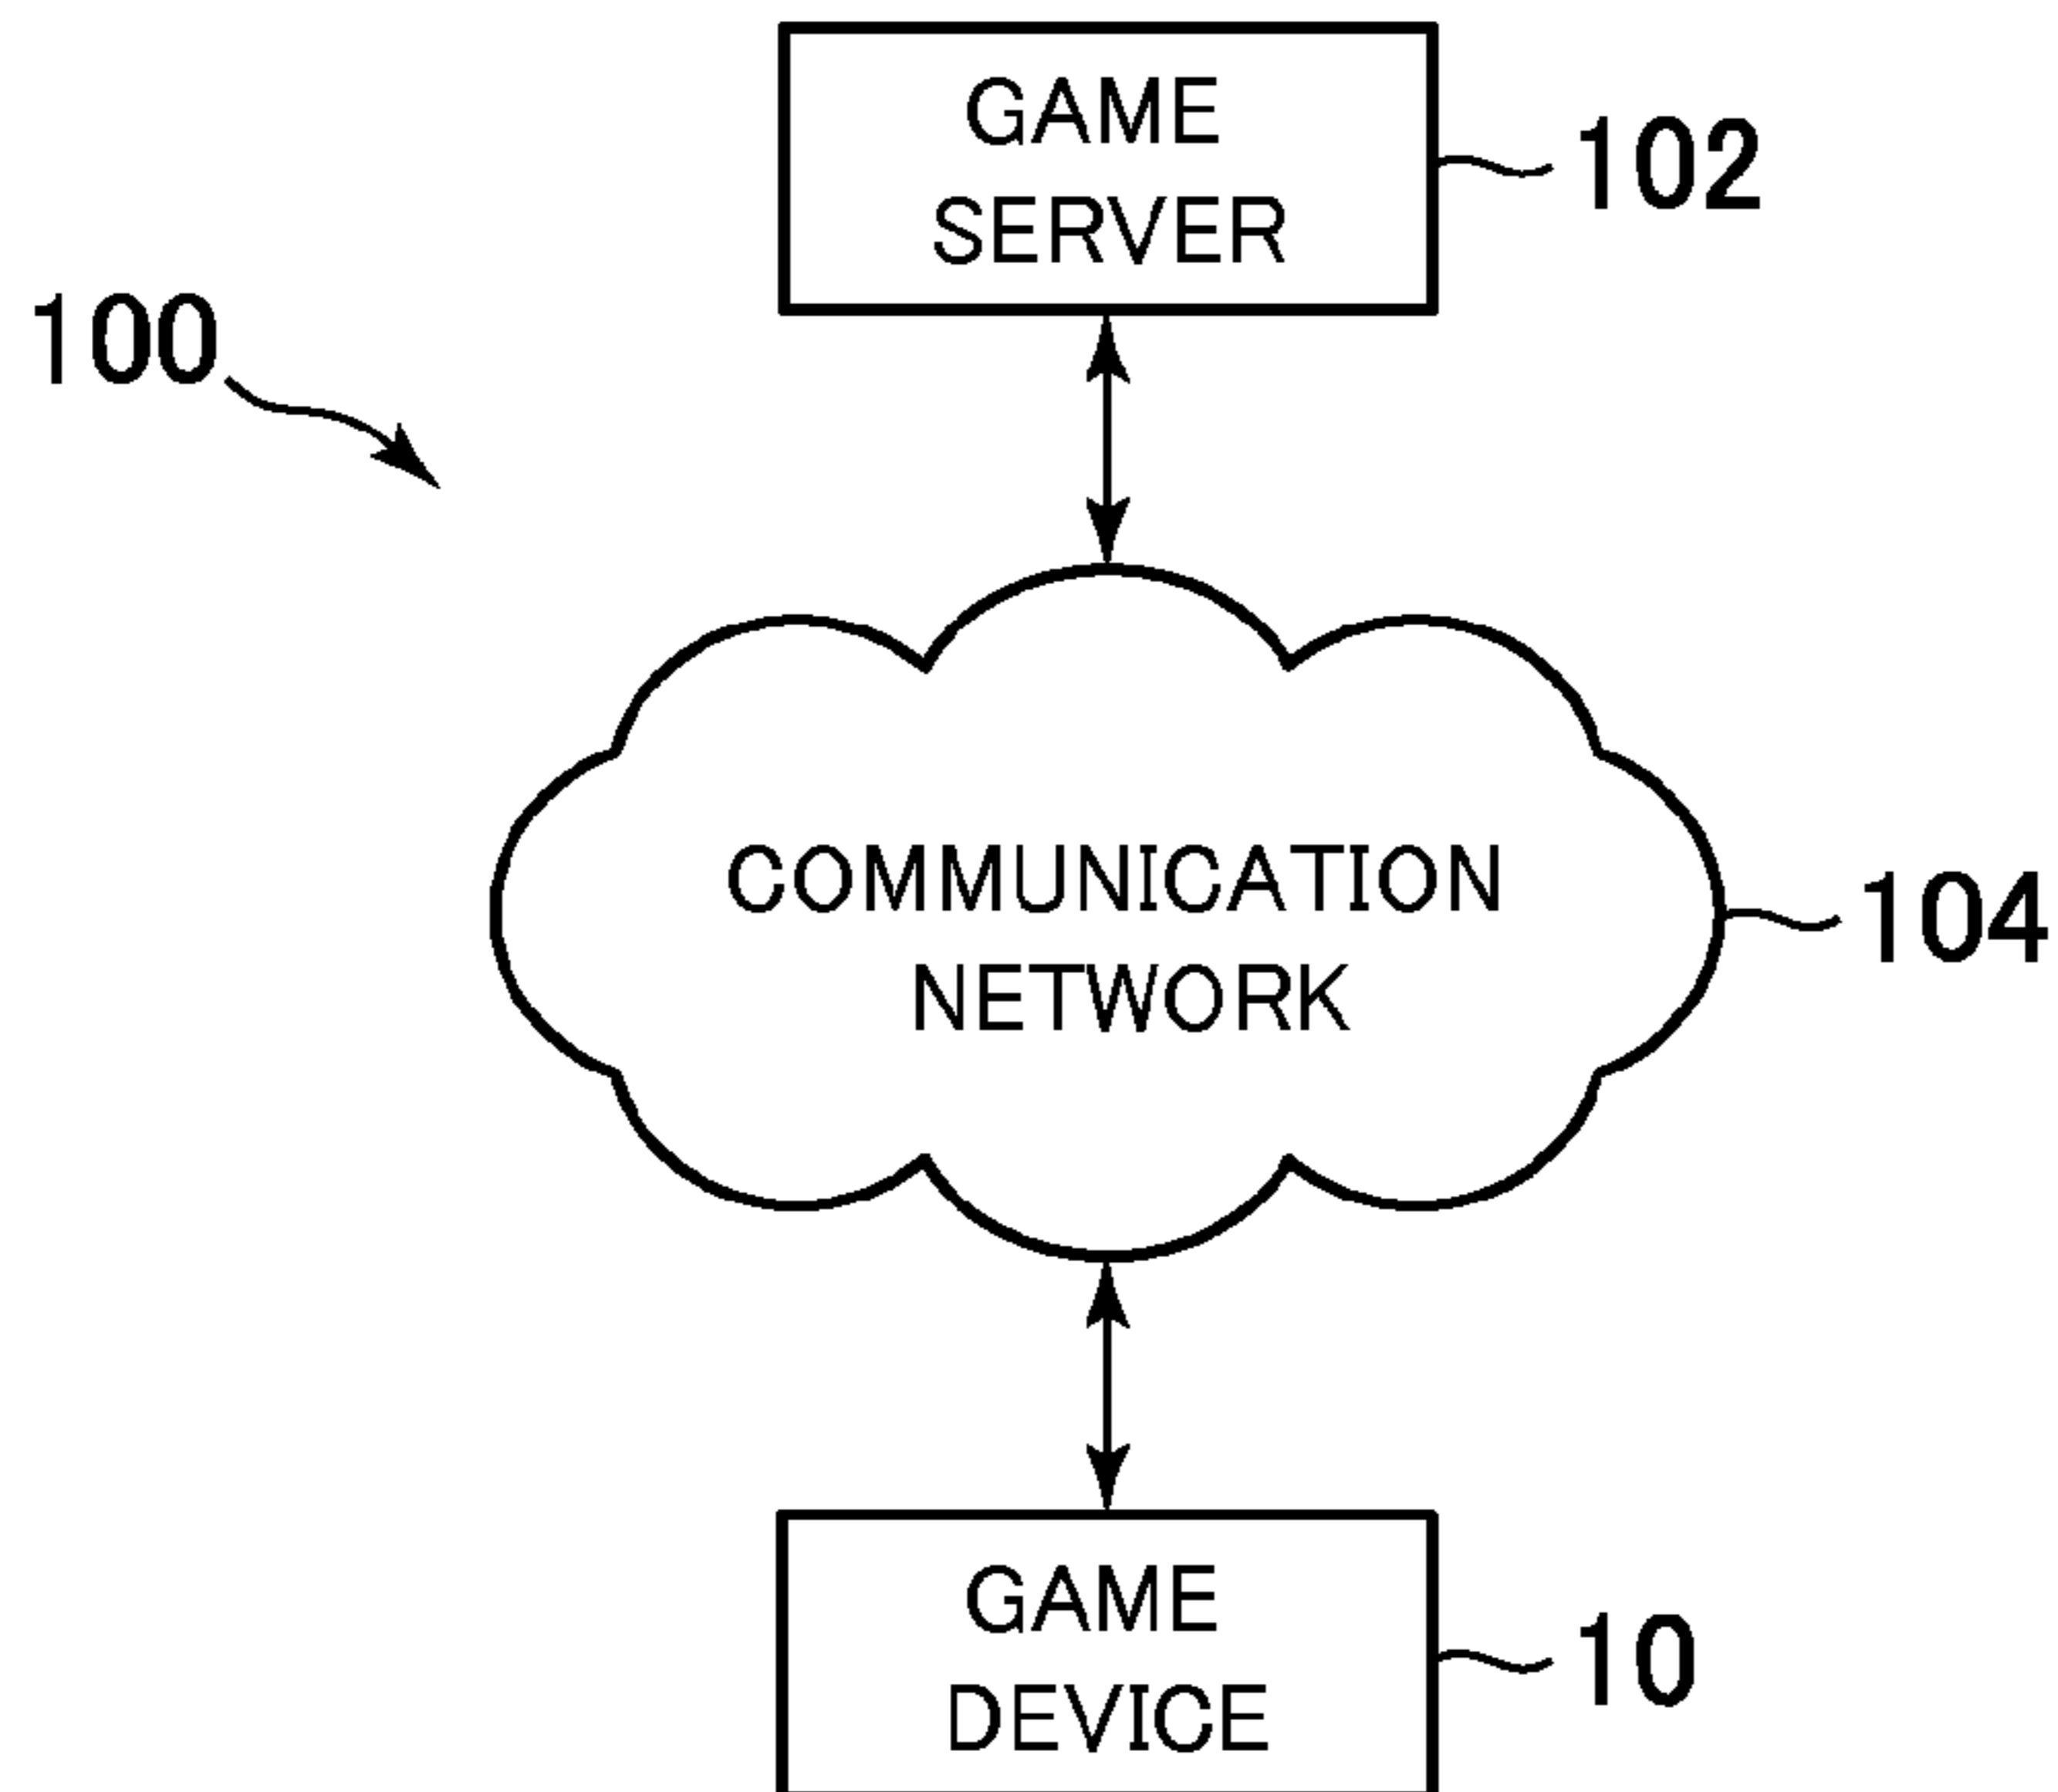 GAME
SERVER
102
100
COMMUNICATION
NETWORK
104
GAME
DEVICE
10